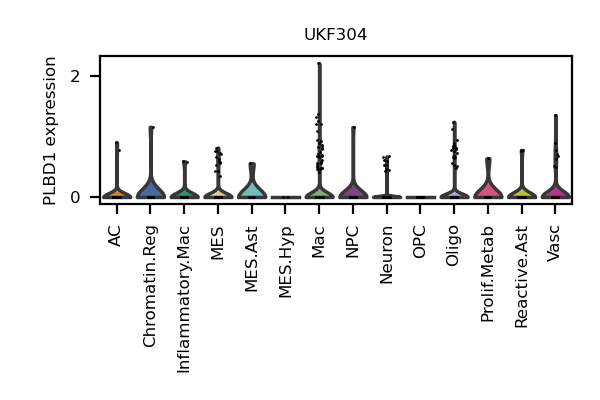 UKF304
PLBD1 expression
2
0
AC
Chromatin.Reg
Inflammatory.Mac
MES
MES.Ast
MES.Hyp
Mac
NPC
Neuron
OPC
Oligo
Prolif.Metab
Reactive.Ast
Vasc